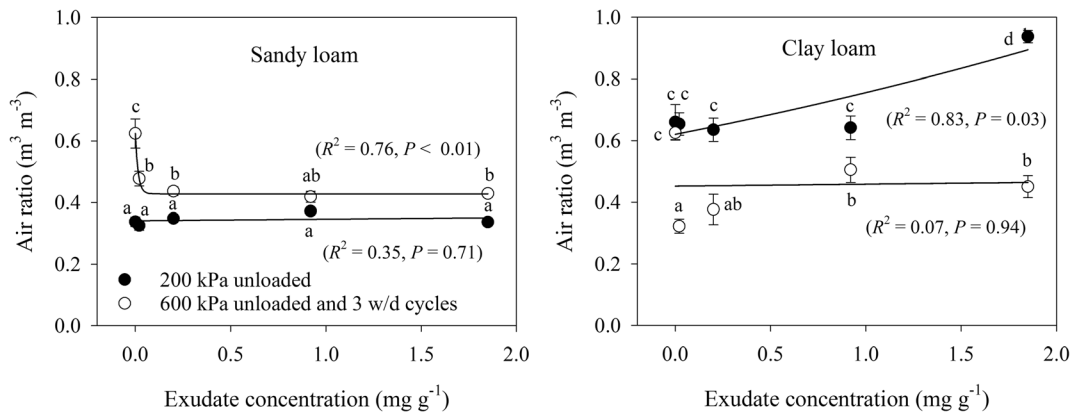 Sandy loam
Air ratio (m³ m⁻³)
1.0
0.8
0.6
0.4
0.2
0.0
c
b
b
ab
b
(R² = 0.76, P < 0.01)
a
a
a
a
a
(R² = 0.35, P = 0.71)
200 kPa unloaded
600 kPa unloaded and 3 w/d cycles
0.0 0.5 1.0 1.5 2.0
Exudate concentration (mg g⁻¹)
Clay loam
Air ratio (m³ m⁻³)
1.0
0.8
0.6
0.4
0.2
0.0
d
c c
c
c
c
(R² = 0.83, P = 0.03)
a
ab
b
b
(R² = 0.07, P = 0.94)
0.0 0.5 1.0 1.5 2.0
Exudate concentration (mg g⁻¹)